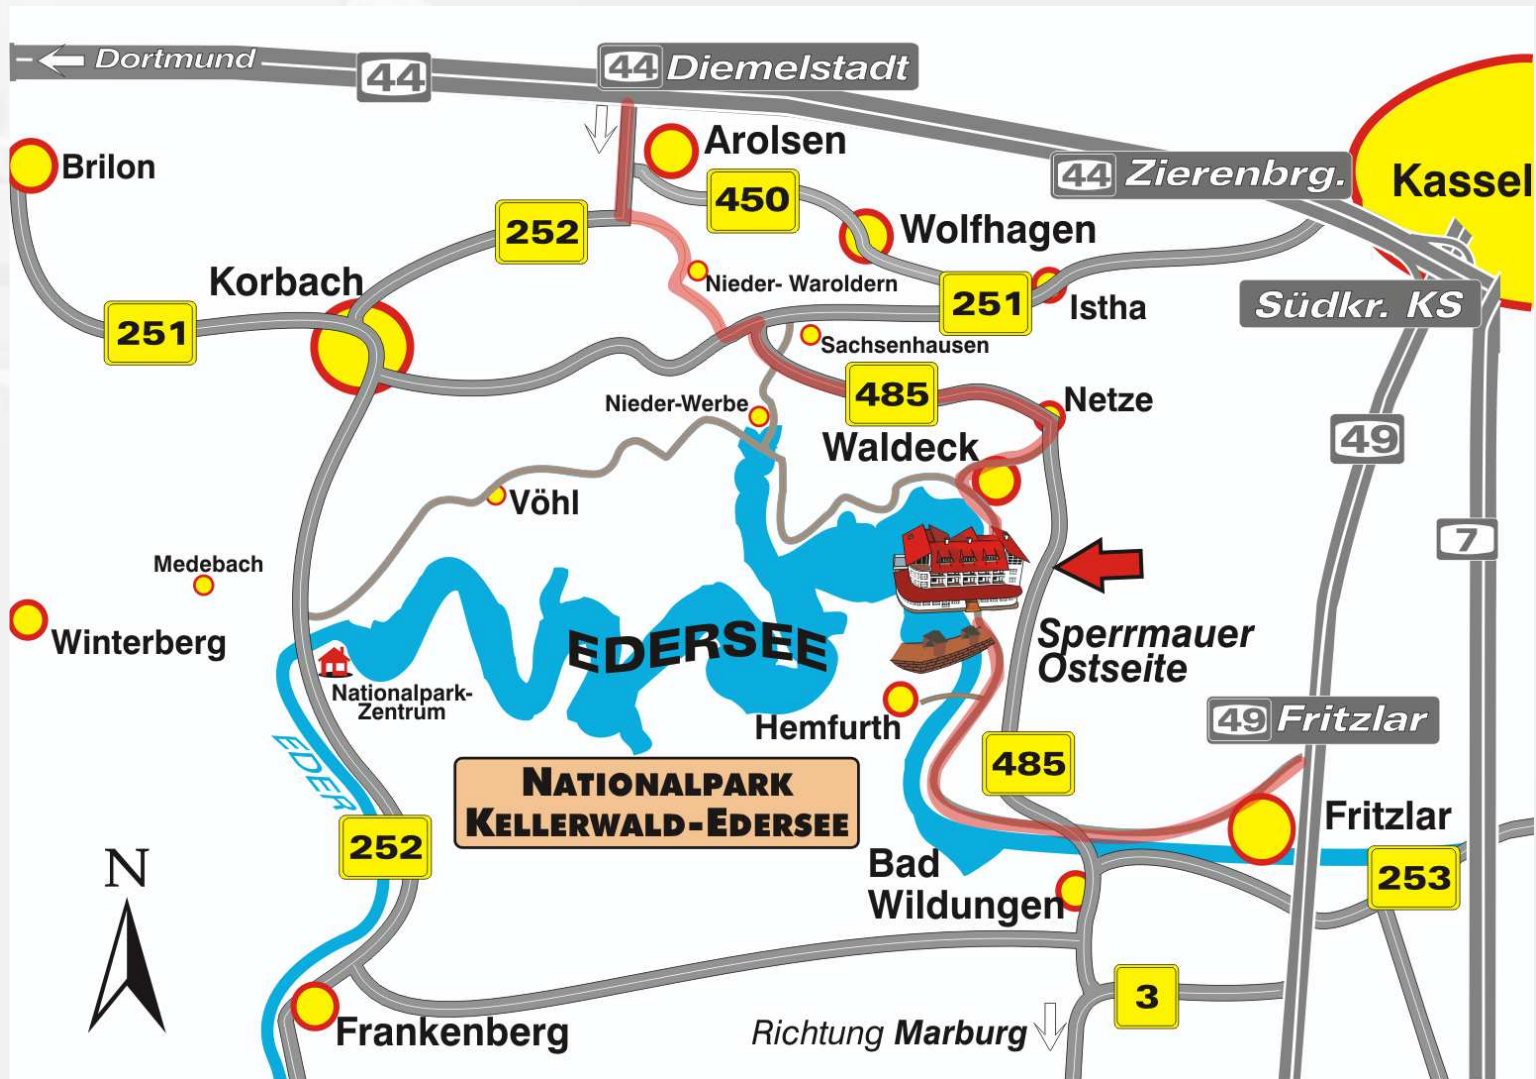 Dortmund
44
44 Diemelstadt
Arolsen
Brilon
450
44 Zierenbrg.
Kassel
252
Wolfhagen
Korbach
Nieder- Waroldern
251
Istha
Südkr. KS
251
Sachsenhausen
485
Nieder-Werbe
Netze
49
Waldeck
Vöhl
7
Medebach
Winterberg
EDERSEE
Sperrmauer
Ostseite
Nationalpark-
Zentrum
Hemfurth
49 Fritzlar
EDER
485
NATIONALPARK
KELLERWALD-EDERSEE
Fritzlar
252
N
Bad
Wildungen
253
3
Frankenberg
Richtung Marburg